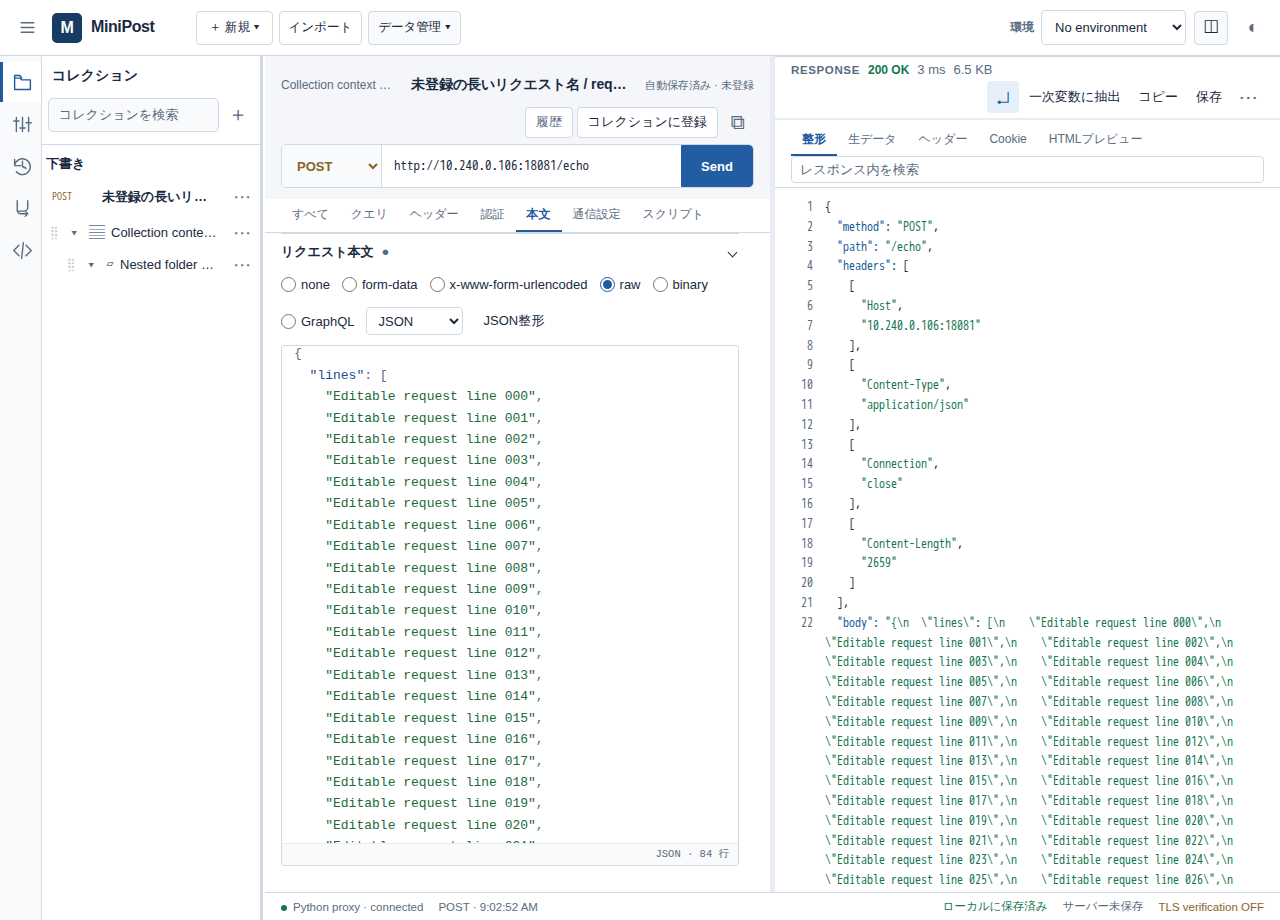 M MiniPost ＋ 新規 ▾ インポート データ管理 ▾ 環境 No environment
コレクション
コレクションを検索 ＋
下書き
POST 未登録の長いリ… ···
Collection conte… ···
Nested folder … ···
Collection context … 未登録の長いリクエスト名 / req… 自動保存済み · 未登録
履歴 コレクションに登録
POST http://10.240.0.106:18081/echo Send
すべて クエリ ヘッダー 認証 本文 通信設定 スクリプト
リクエスト本文
none form-data x-www-form-urlencoded raw binary
GraphQL JSON JSON整形
{
"lines": [
"Editable request line 000",
"Editable request line 001",
"Editable request line 002",
"Editable request line 003",
"Editable request line 004",
"Editable request line 005",
"Editable request line 006",
"Editable request line 007",
"Editable request line 008",
"Editable request line 009",
"Editable request line 010",
"Editable request line 011",
"Editable request line 012",
"Editable request line 013",
"Editable request line 014",
"Editable request line 015",
"Editable request line 016",
"Editable request line 017",
"Editable request line 018",
"Editable request line 019",
"Editable request line 020",
JSON · 84 行
RESPONSE 200 OK 3 ms 6.5 KB
一次変数に抽出 コピー 保存 ···
整形 生データ ヘッダー Cookie HTMLプレビュー
レスポンス内を検索
1 {
2 "method": "POST",
3 "path": "/echo",
4 "headers": [
5 [
6 "Host",
7 "10.240.0.106:18081"
8 ],
9 [
10 "Content-Type",
11 "application/json"
12 ],
13 [
14 "Connection",
15 "close"
16 ],
17 [
18 "Content-Length",
19 "2659"
20 ]
21 ],
22 "body": "{\n  \"lines\": [\n    \"Editable request line 000\",\n
\"Editable request line 001\",\n    \"Editable request line 002\",\n
\"Editable request line 003\",\n    \"Editable request line 004\",\n
\"Editable request line 005\",\n    \"Editable request line 006\",\n
\"Editable request line 007\",\n    \"Editable request line 008\",\n
\"Editable request line 009\",\n    \"Editable request line 010\",\n
\"Editable request line 011\",\n    \"Editable request line 012\",\n
\"Editable request line 013\",\n    \"Editable request line 014\",\n
\"Editable request line 015\",\n    \"Editable request line 016\",\n
\"Editable request line 017\",\n    \"Editable request line 018\",\n
\"Editable request line 019\",\n    \"Editable request line 020\",\n
\"Editable request line 021\",\n    \"Editable request line 022\",\n
\"Editable request line 023\",\n    \"Editable request line 024\",\n
\"Editable request line 025\",\n    \"Editable request line 026\",\n
Python proxy · connected POST · 9:02:52 AM ローカルに保存済み サーバー未保存 TLS verification OFF